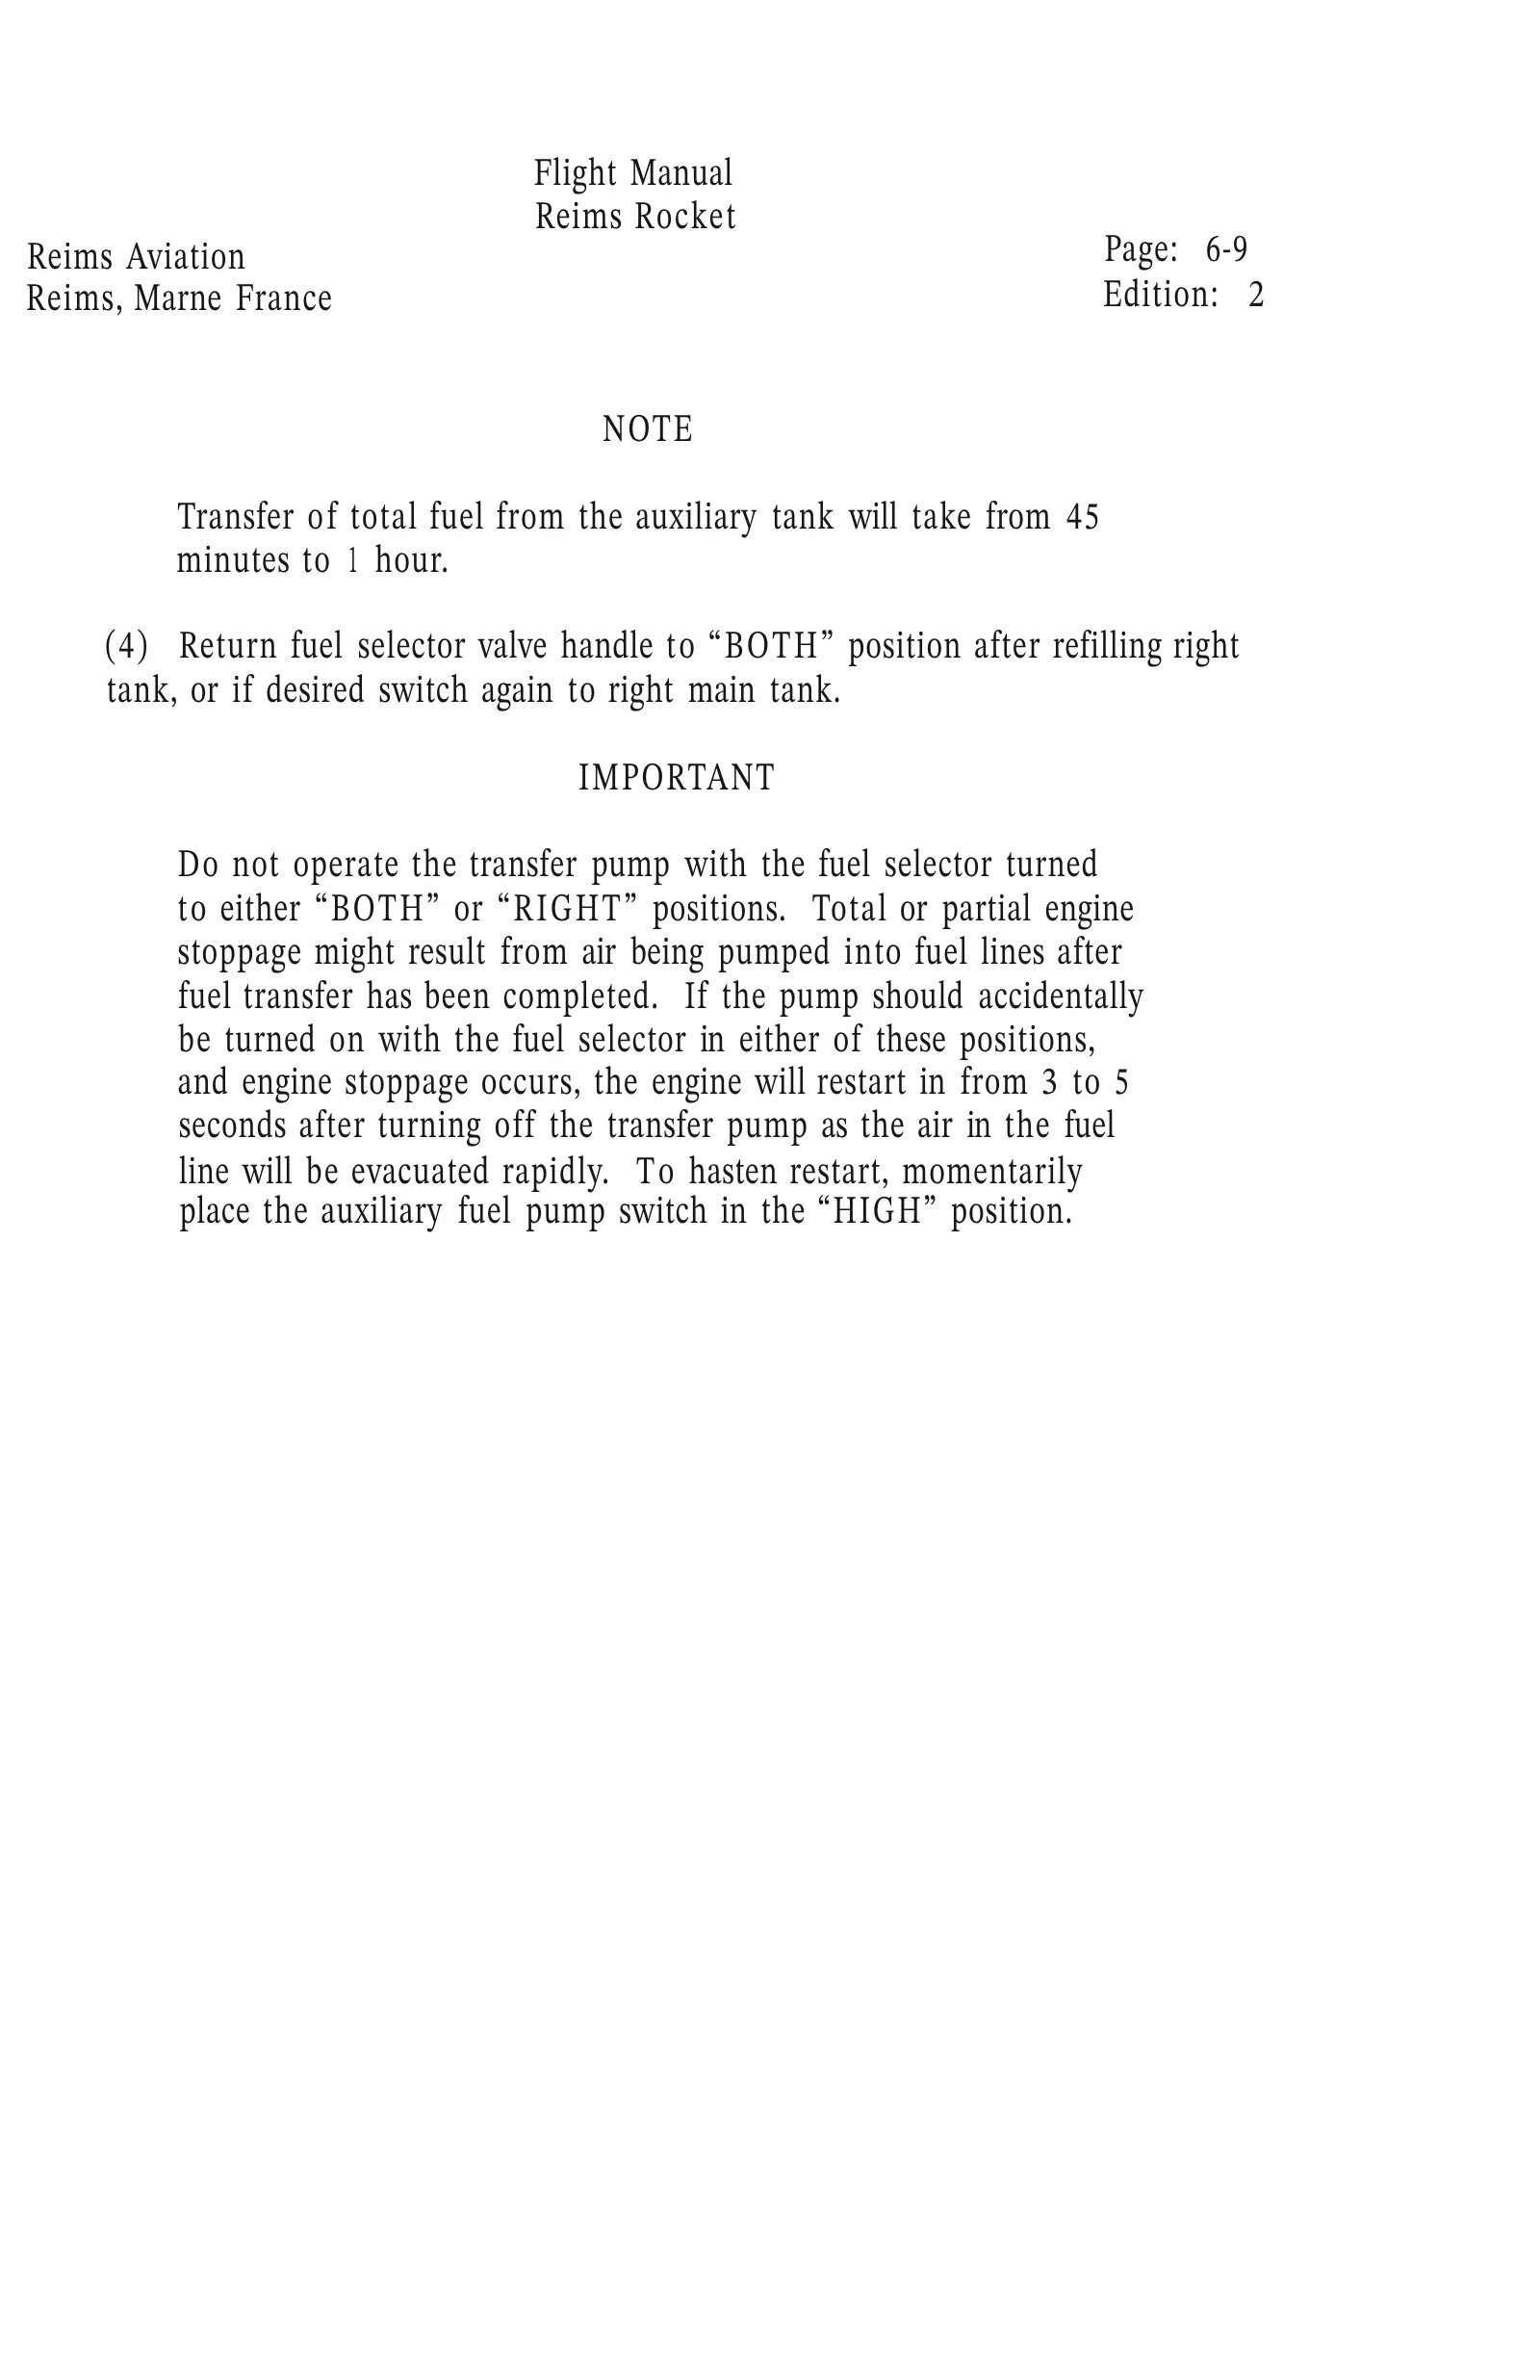 Flight Manual
Reims Rocket
Reims Aviation
Reims, Marne France
Page: 6-9
Edition: 2
NOTE
Transfer of total fuel from the auxiliary tank will take from 45
minutes to 1 hour.
(4) Return fuel selector valve handle to “BOTH” position after refilling right
tank, or if desired switch again to right main tank.
IMPORTANT
Do not operate the transfer pump with the fuel selector turned
to either “BOTH” or “RIGHT” positions. Total or partial engine
stoppage might result from air being pumped into fuel lines after
fuel transfer has been completed. If the pump should accidentally
be turned on with the fuel selector in either of these positions,
and engine stoppage occurs, the engine will restart in from 3 to 5
seconds after turning off the transfer pump as the air in the fuel
line will be evacuated rapidly. To hasten restart, momentarily
place the auxiliary fuel pump switch in the “HIGH” position.